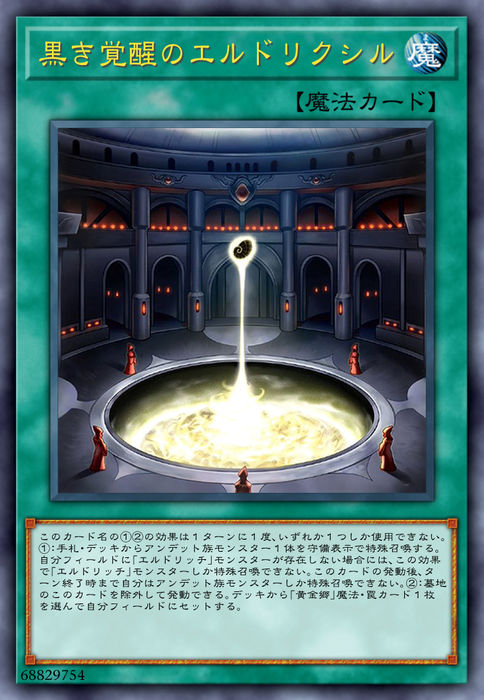 黒き覚醒のエルドリクシル
魔
【魔法カード】
このカード名の①②の効果は１ターンに１度、いずれか１つしか使用できない。
①：手札・デッキからアンデット族モンスター１体を守備表示で特殊召喚する。
自分フィールドに「エルドリッチ」モンスターが存在しない場合には、この効果
で「エルドリッチ」モンスターしか特殊召喚できない。このカードの発動後、タ
ーン終了時まで自分はアンデット族モンスターしか特殊召喚できない。②：墓地
のこのカードを除外して発動できる。デッキから「黄金郷」魔法・罠カード１枚
を選んで自分フィールドにセットする。
68829754